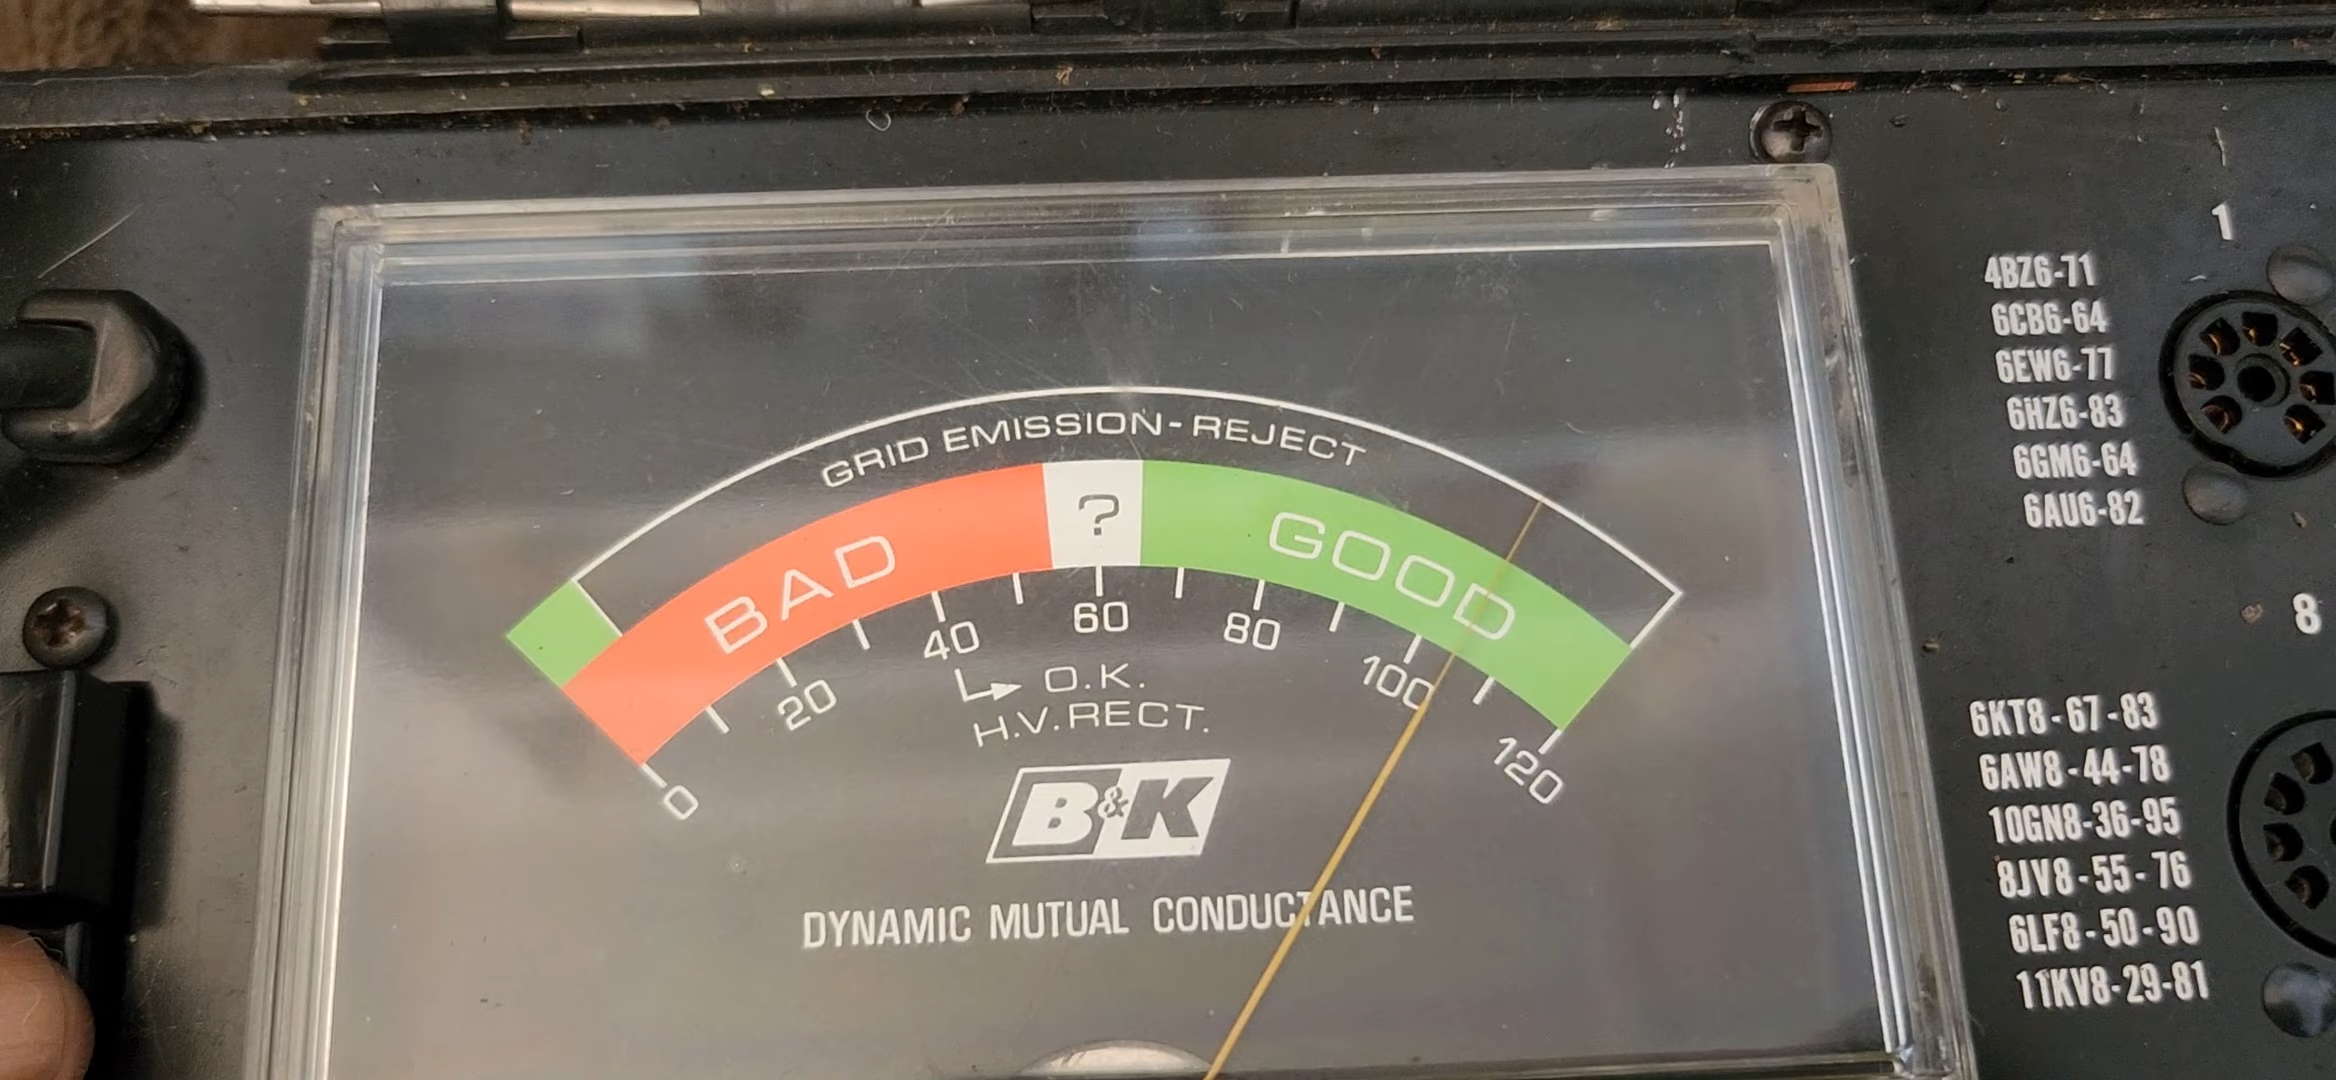 GRID EMISSION-REJECT
BAD ? GOOD
0 20 40 60 80 100 120
O.K.
H.V. RECT.
B&K
DYNAMIC MUTUAL CONDUCTANCE
1
4BZ6-71
6CB6-64
6EW6-77
6HZ6-83
6GM6-64
6AU6-82
8
6KT8-67-83
6AW8-44-78
10GN8-36-95
8JV8-55-76
6LF8-50-90
11KV8-29-81